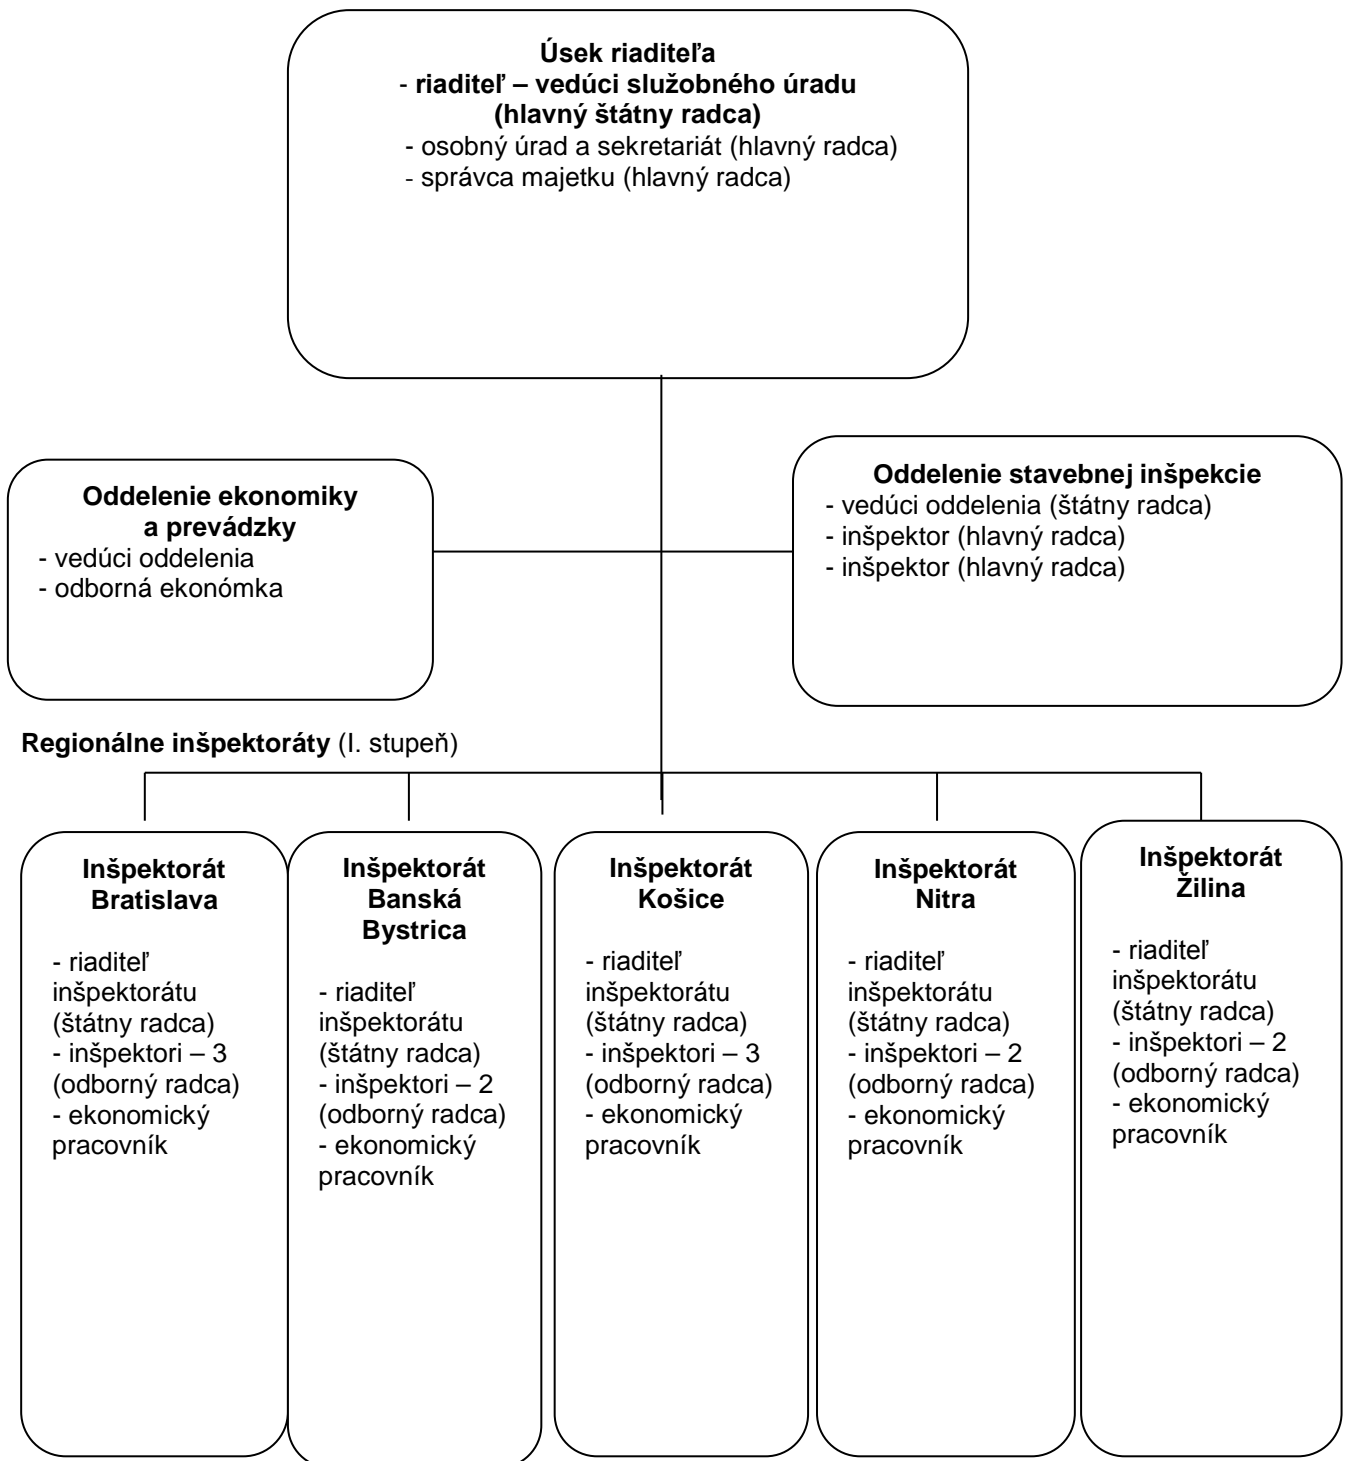 Úsek riaditeľa
- riaditeľ – vedúci služobného úradu
(hlavný štátny radca)
- osobný úrad a sekretariát (hlavný radca)
- správca majetku (hlavný radca)
Oddelenie ekonomiky
a prevádzky
- vedúci oddelenia
- odborná ekonómka
Oddelenie stavebnej inšpekcie
- vedúci oddelenia (štátny radca)
- inšpektor (hlavný radca)
- inšpektor (hlavný radca)
Regionálne inšpektoráty (I. stupeň)
Inšpektorát
Bratislava
- riaditeľ
inšpektorátu
(štátny radca)
- inšpektori – 3
(odborný radca)
- ekonomický
pracovník
Inšpektorát
Banská
Bystrica
- riaditeľ
inšpektorátu
(štátny radca)
- inšpektori – 2
(odborný radca)
- ekonomický
pracovník
Inšpektorát
Košice
- riaditeľ
inšpektorátu
(štátny radca)
- inšpektori – 3
(odborný radca)
- ekonomický
pracovník
Inšpektorát
Nitra
- riaditeľ
inšpektorátu
(štátny radca)
- inšpektori – 2
(odborný radca)
- ekonomický
pracovník
Inšpektorát
Žilina
- riaditeľ
inšpektorátu
(štátny radca)
- inšpektori – 2
(odborný radca)
- ekonomický
pracovník